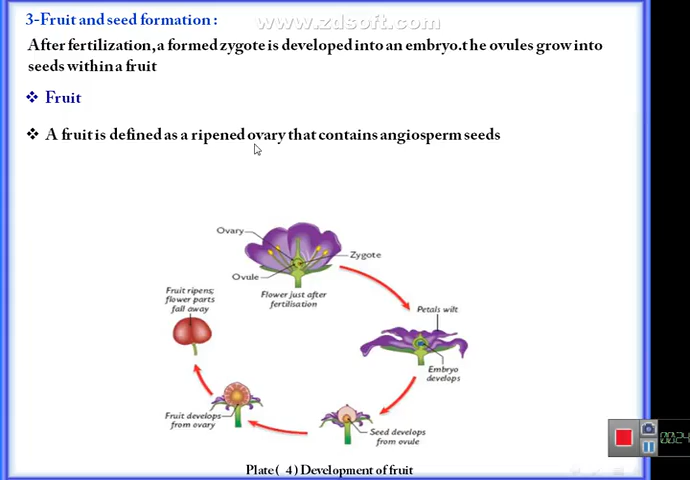 www.zdsoft.com
3-Fruit and seed formation :
After fertilization, a formed zygote is developed into an embryo.the ovules grow into
seeds within a fruit
❖ Fruit
❖ A fruit is defined as a ripened ovary that contains angiosperm seeds
Ovary
Zygote
Ovule
Flower just after
fertilisation
Fruit ripens;
flower parts
fall away
Petals wilt
Embryo
develops
Fruit develops
from ovary
Seed develops
from ovule
Plate ( 4) Development of fruit